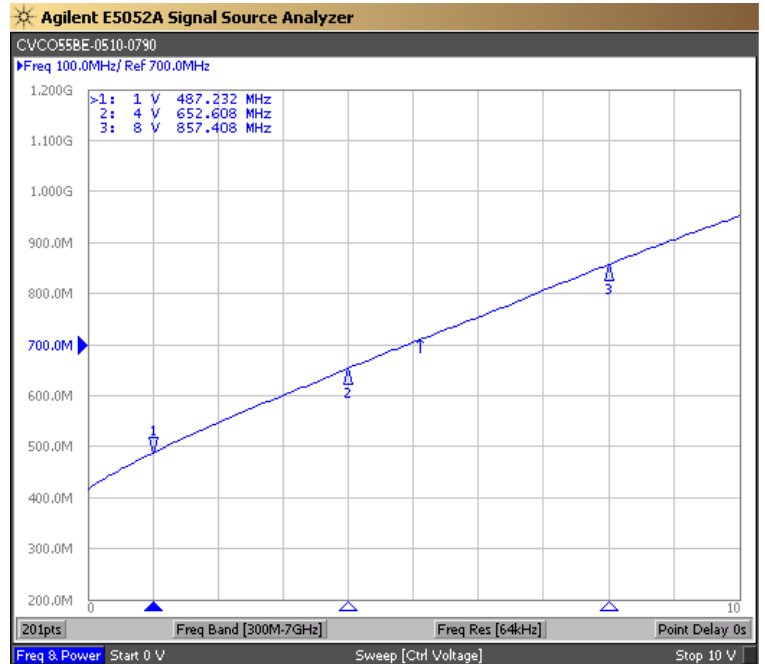 Agilent E5052A Signal Source Analyzer
CVCO55BE-0510-0790
Freq 100.0MHz/ Ref 700.0MHz
>1: 1 V 487.232 MHz
2: 4 V 652.608 MHz
3: 8 V 857.408 MHz
1.200G
1.100G
1.000G
900.0M
800.0M
700.0M
600.0M
500.0M
400.0M
300.0M
200.0M
1
2
3
0 10
201pts Freq Band [300M-7GHz] Freq Res [64kHz] Point Delay 0s
Freq & Power Start 0 V Sweep [Ctrl Voltage] Stop 10 V